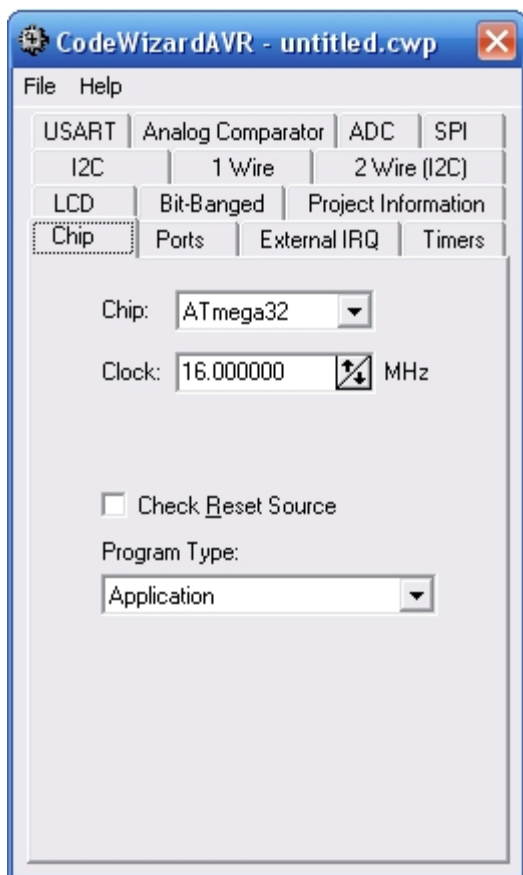 CodeWizardAVR - untitled.cwp
File Help
USART Analog Comparator ADC SPI
I2C 1 Wire 2 Wire (I2C)
LCD Bit-Banged Project Information
Chip Ports External IRQ Timers
Chip: ATmega32
Clock: 16.000000 MHz
Check Reset Source
Program Type:
Application